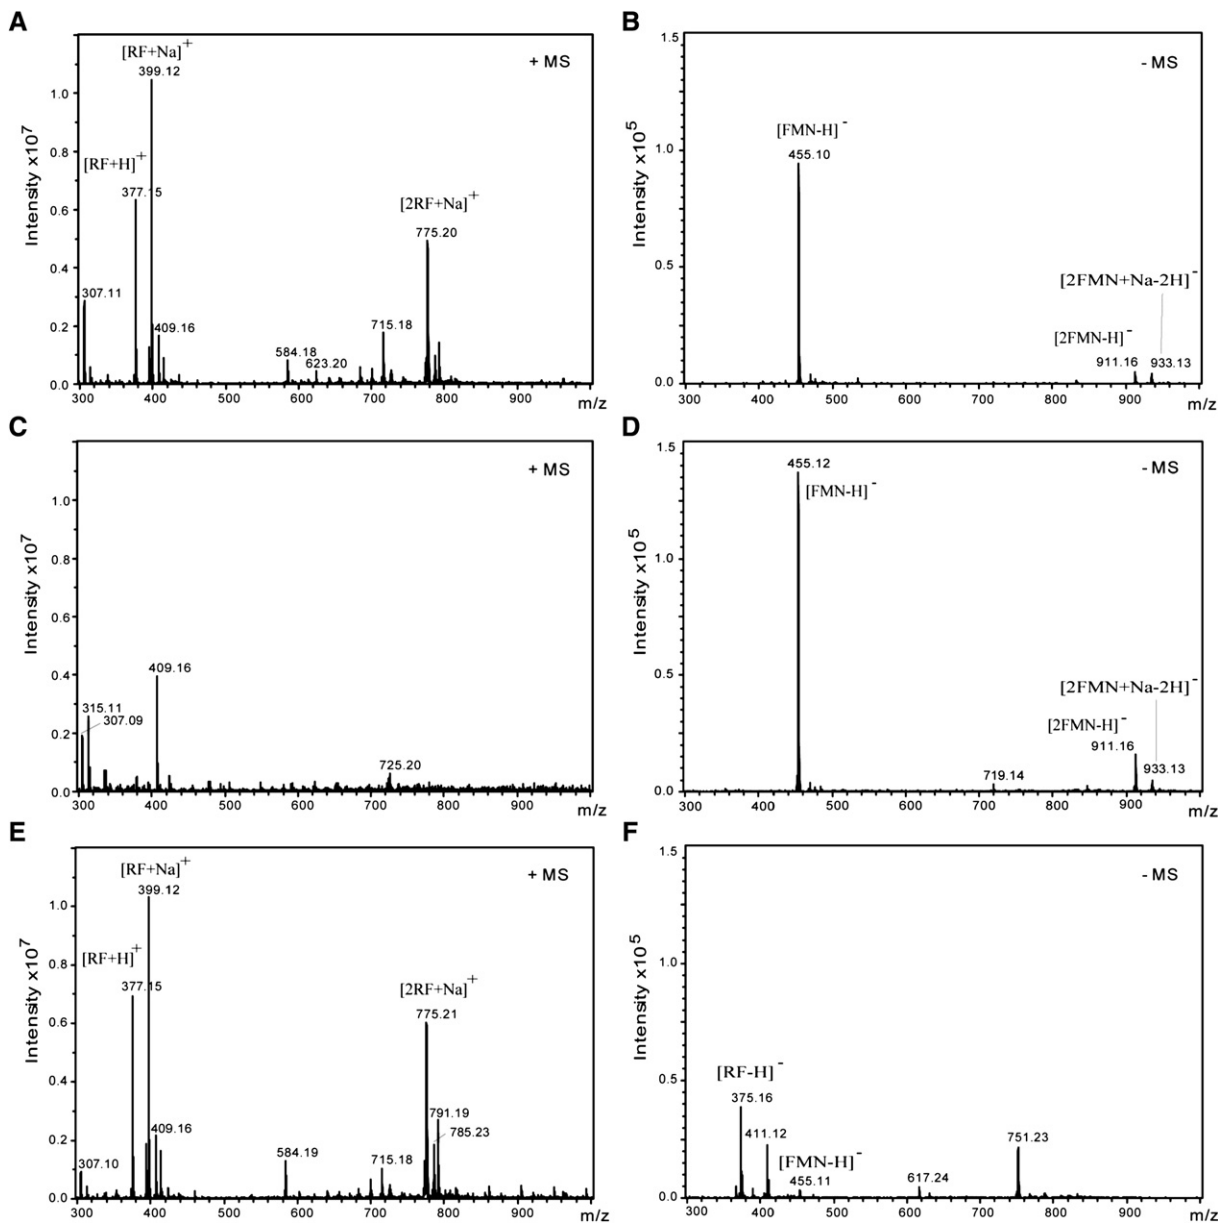 A
[RF+Na]+
399.12
+ MS
[RF+H]+
377.15
[2RF+Na]+
775.20
307.11
409.16
715.18
584.18
623.20
Intensity x10^7
1.0
0.8
0.6
0.4
0.2
0.0
300 400 500 600 700 800 900
m/z
B
1.5
- MS
[FMN-H]-
455.10
[2FMN+Na-2H]-
[2FMN-H]-
911.16
933.13
Intensity x10^5
1.0
0.5
0.0
300 400 500 600 700 800 900
m/z
C
+ MS
409.16
315.11
307.09
725.20
Intensity x10^7
1.0
0.8
0.6
0.4
0.2
0.0
300 400 500 600 700 800 900
m/z
D
1.5
- MS
455.12
[FMN-H]-
[2FMN+Na-2H]-
[2FMN-H]-
911.16
933.13
719.14
Intensity x10^5
1.0
0.5
0.0
300 400 500 600 700 800 900
m/z
E
[RF+Na]+
399.12
+ MS
[RF+H]+
377.15
[2RF+Na]+
775.21
791.19
785.23
409.16
307.10
584.19
715.18
Intensity x10^7
1.0
0.8
0.6
0.4
0.2
0.0
300 400 500 600 700 800 900
m/z
F
1.5
- MS
[RF-H]-
375.16
411.12
[FMN-H]-
455.11
617.24
751.23
Intensity x10^5
1.0
0.5
0.0
300 400 500 600 700 800 900
m/z